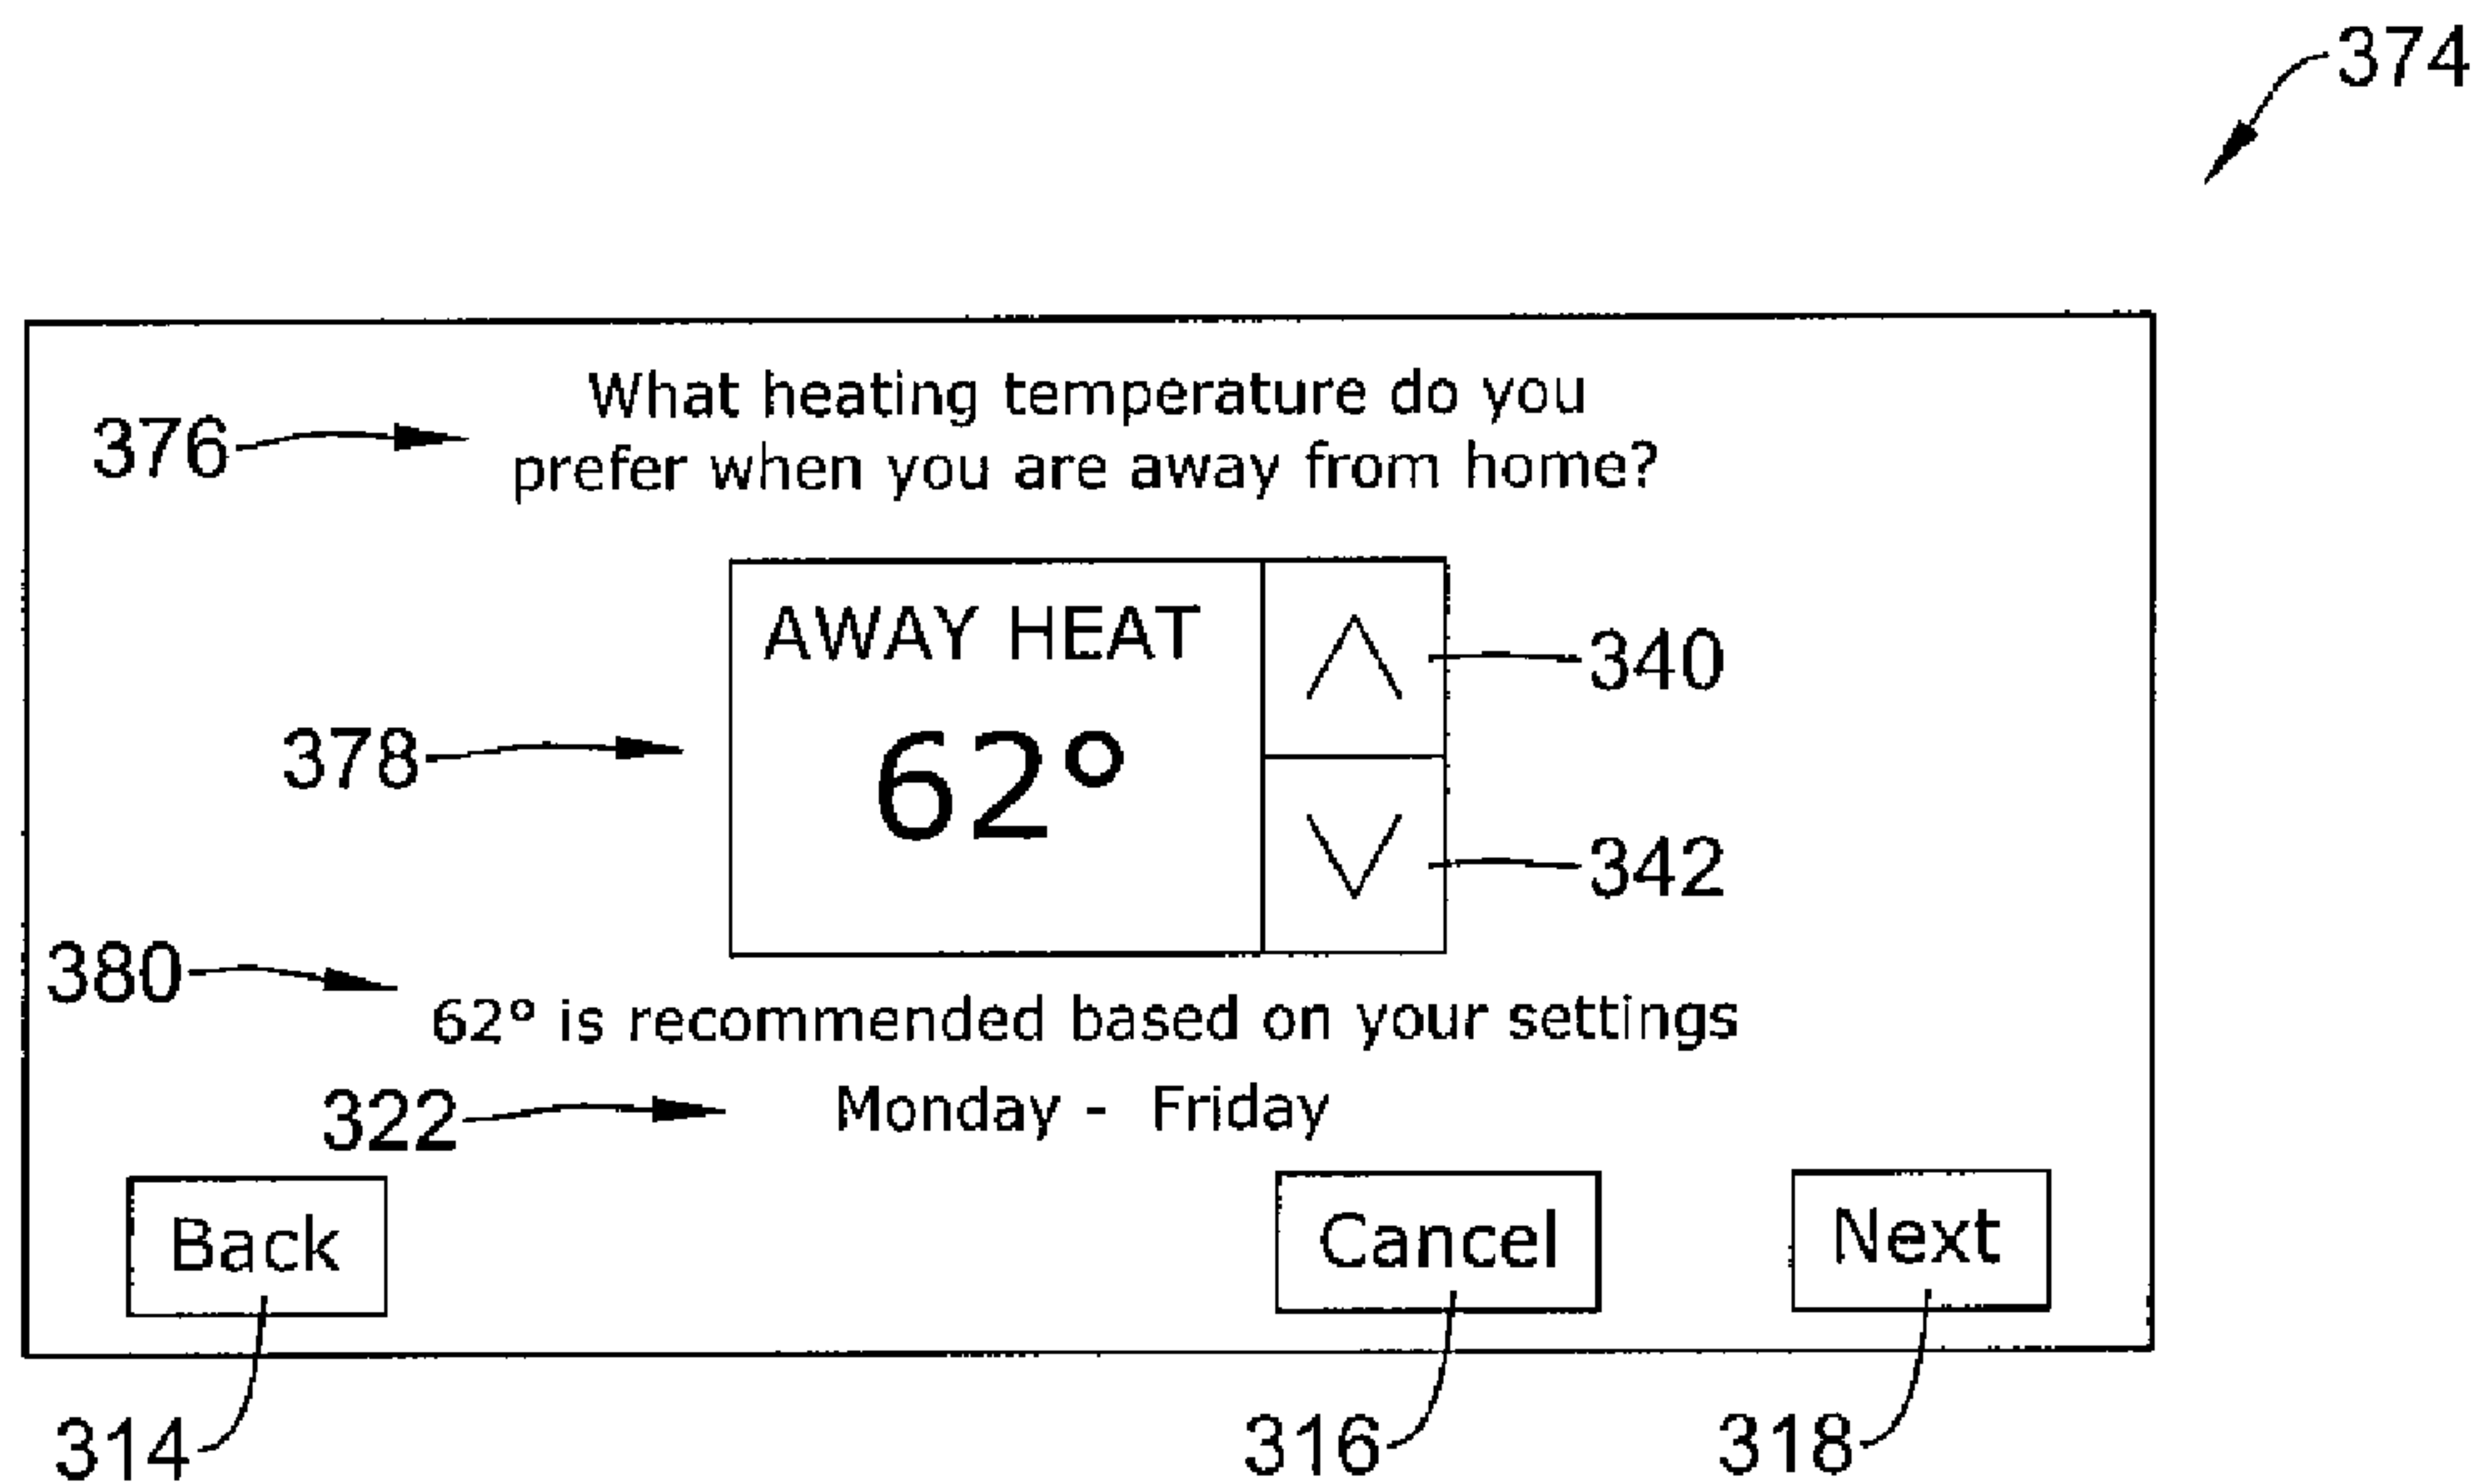 374
What heating temperature do you
376
prefer when you are away from home?
AWAY HEAT
340
378
62°
342
380
62° is recommended based on your settings
322
Monday - Friday
Back
Cancel
Next
314
316
318